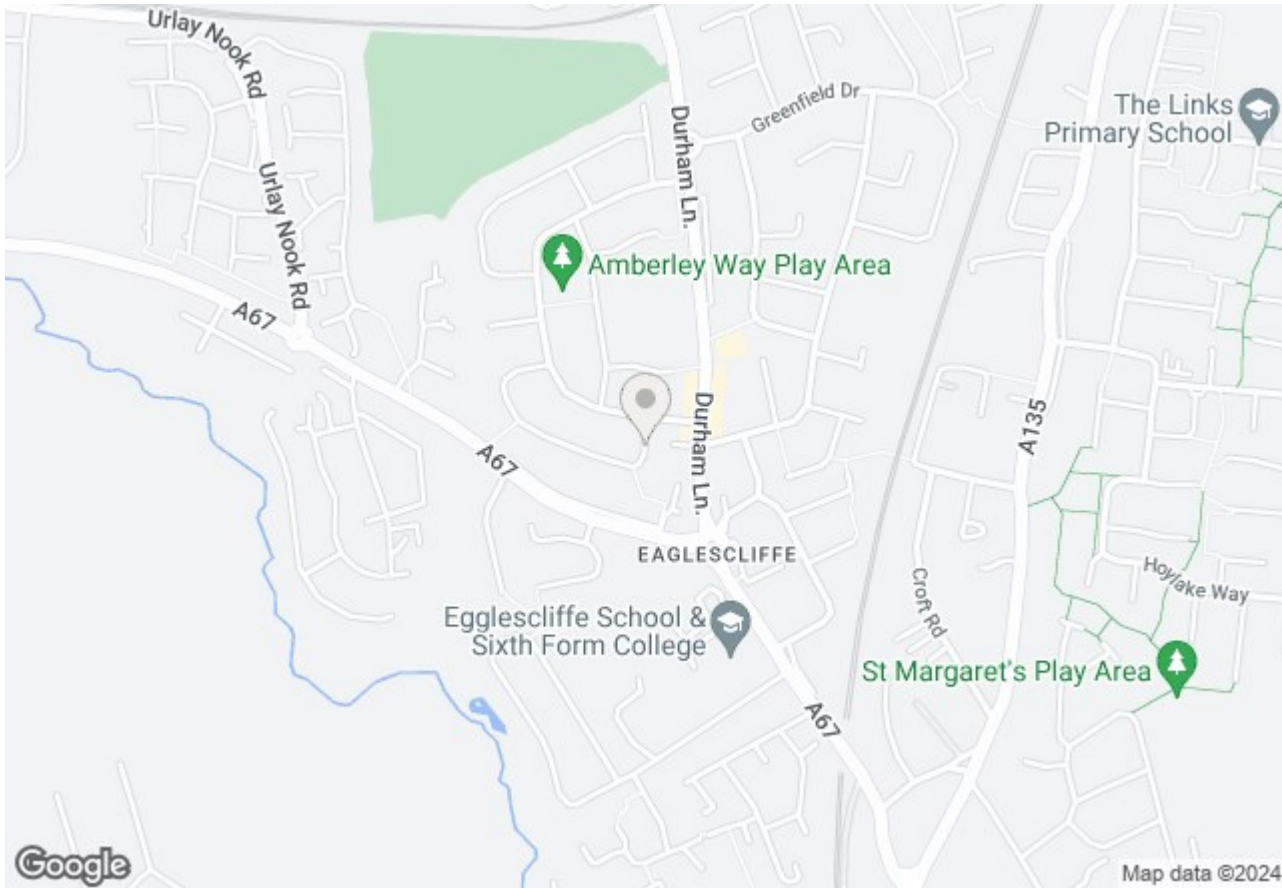 Urlay Nook Rd
Durham Ln.
Greenfield Dr
The Links
Primary School
Urlay Nook Rd
Amberley Way Play Area
A67
Durham Ln.
A135
A67
EAGLESCLIFFE
Hoylake Way
Croft Rd
Egglescliffe School &
Sixth Form College
St Margaret's Play Area
A67
Google
Map data ©2024